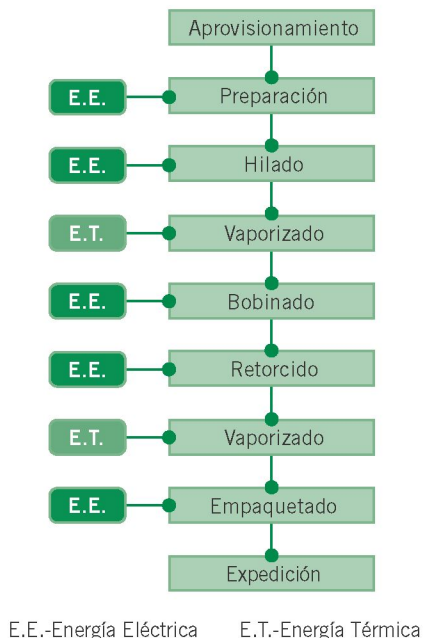 Aprovisionamiento
E.E. Preparación
E.E. Hilado
E.T. Vaporizado
E.E. Bobinado
E.E. Retorcido
E.T. Vaporizado
E.E. Empaquetado
Expedición
E.E.-Energía Eléctrica E.T.-Energía Térmica